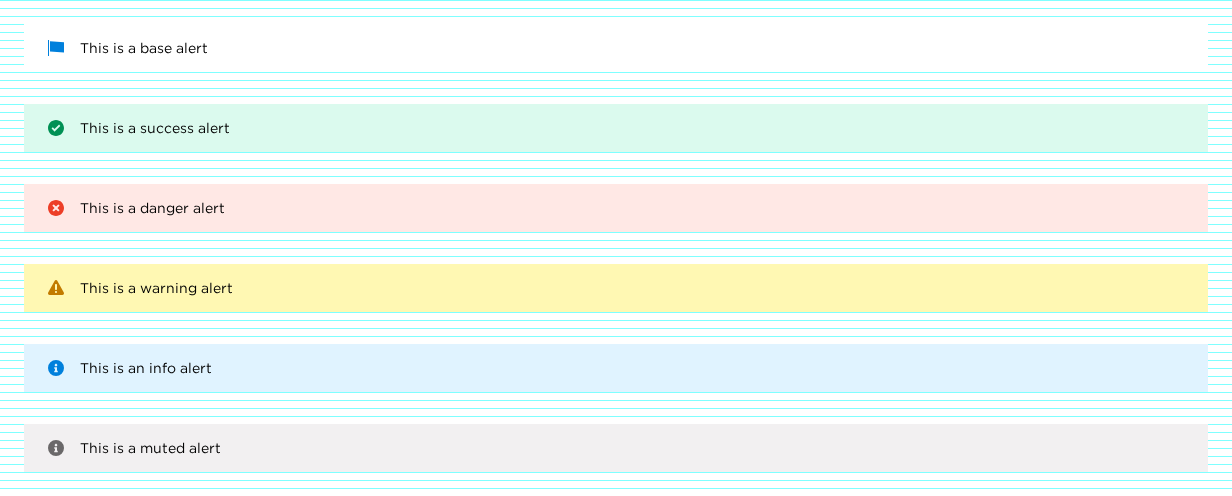 This is a base alert
This is a success alert
This is a danger alert
This is a warning alert
This is an info alert
This is a muted alert